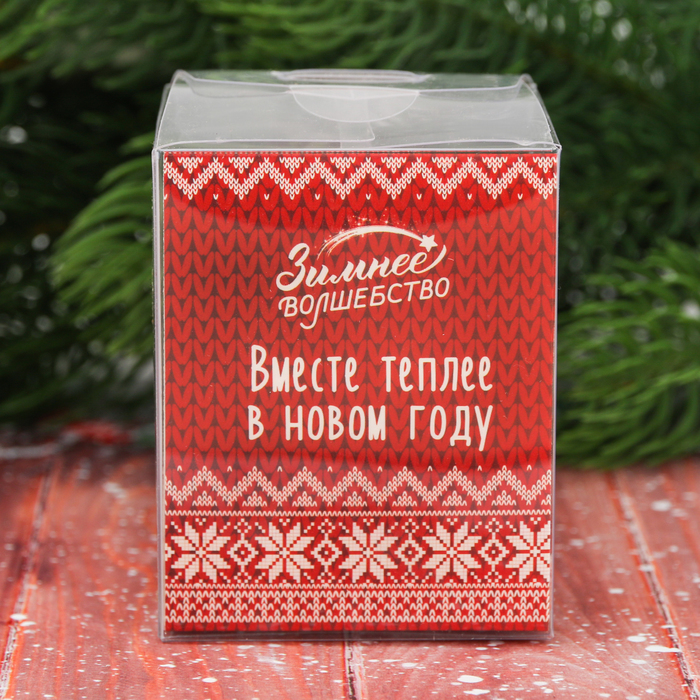 Зимнее
ВОЛШЕБСТВО
Вместе теплее
в новом году